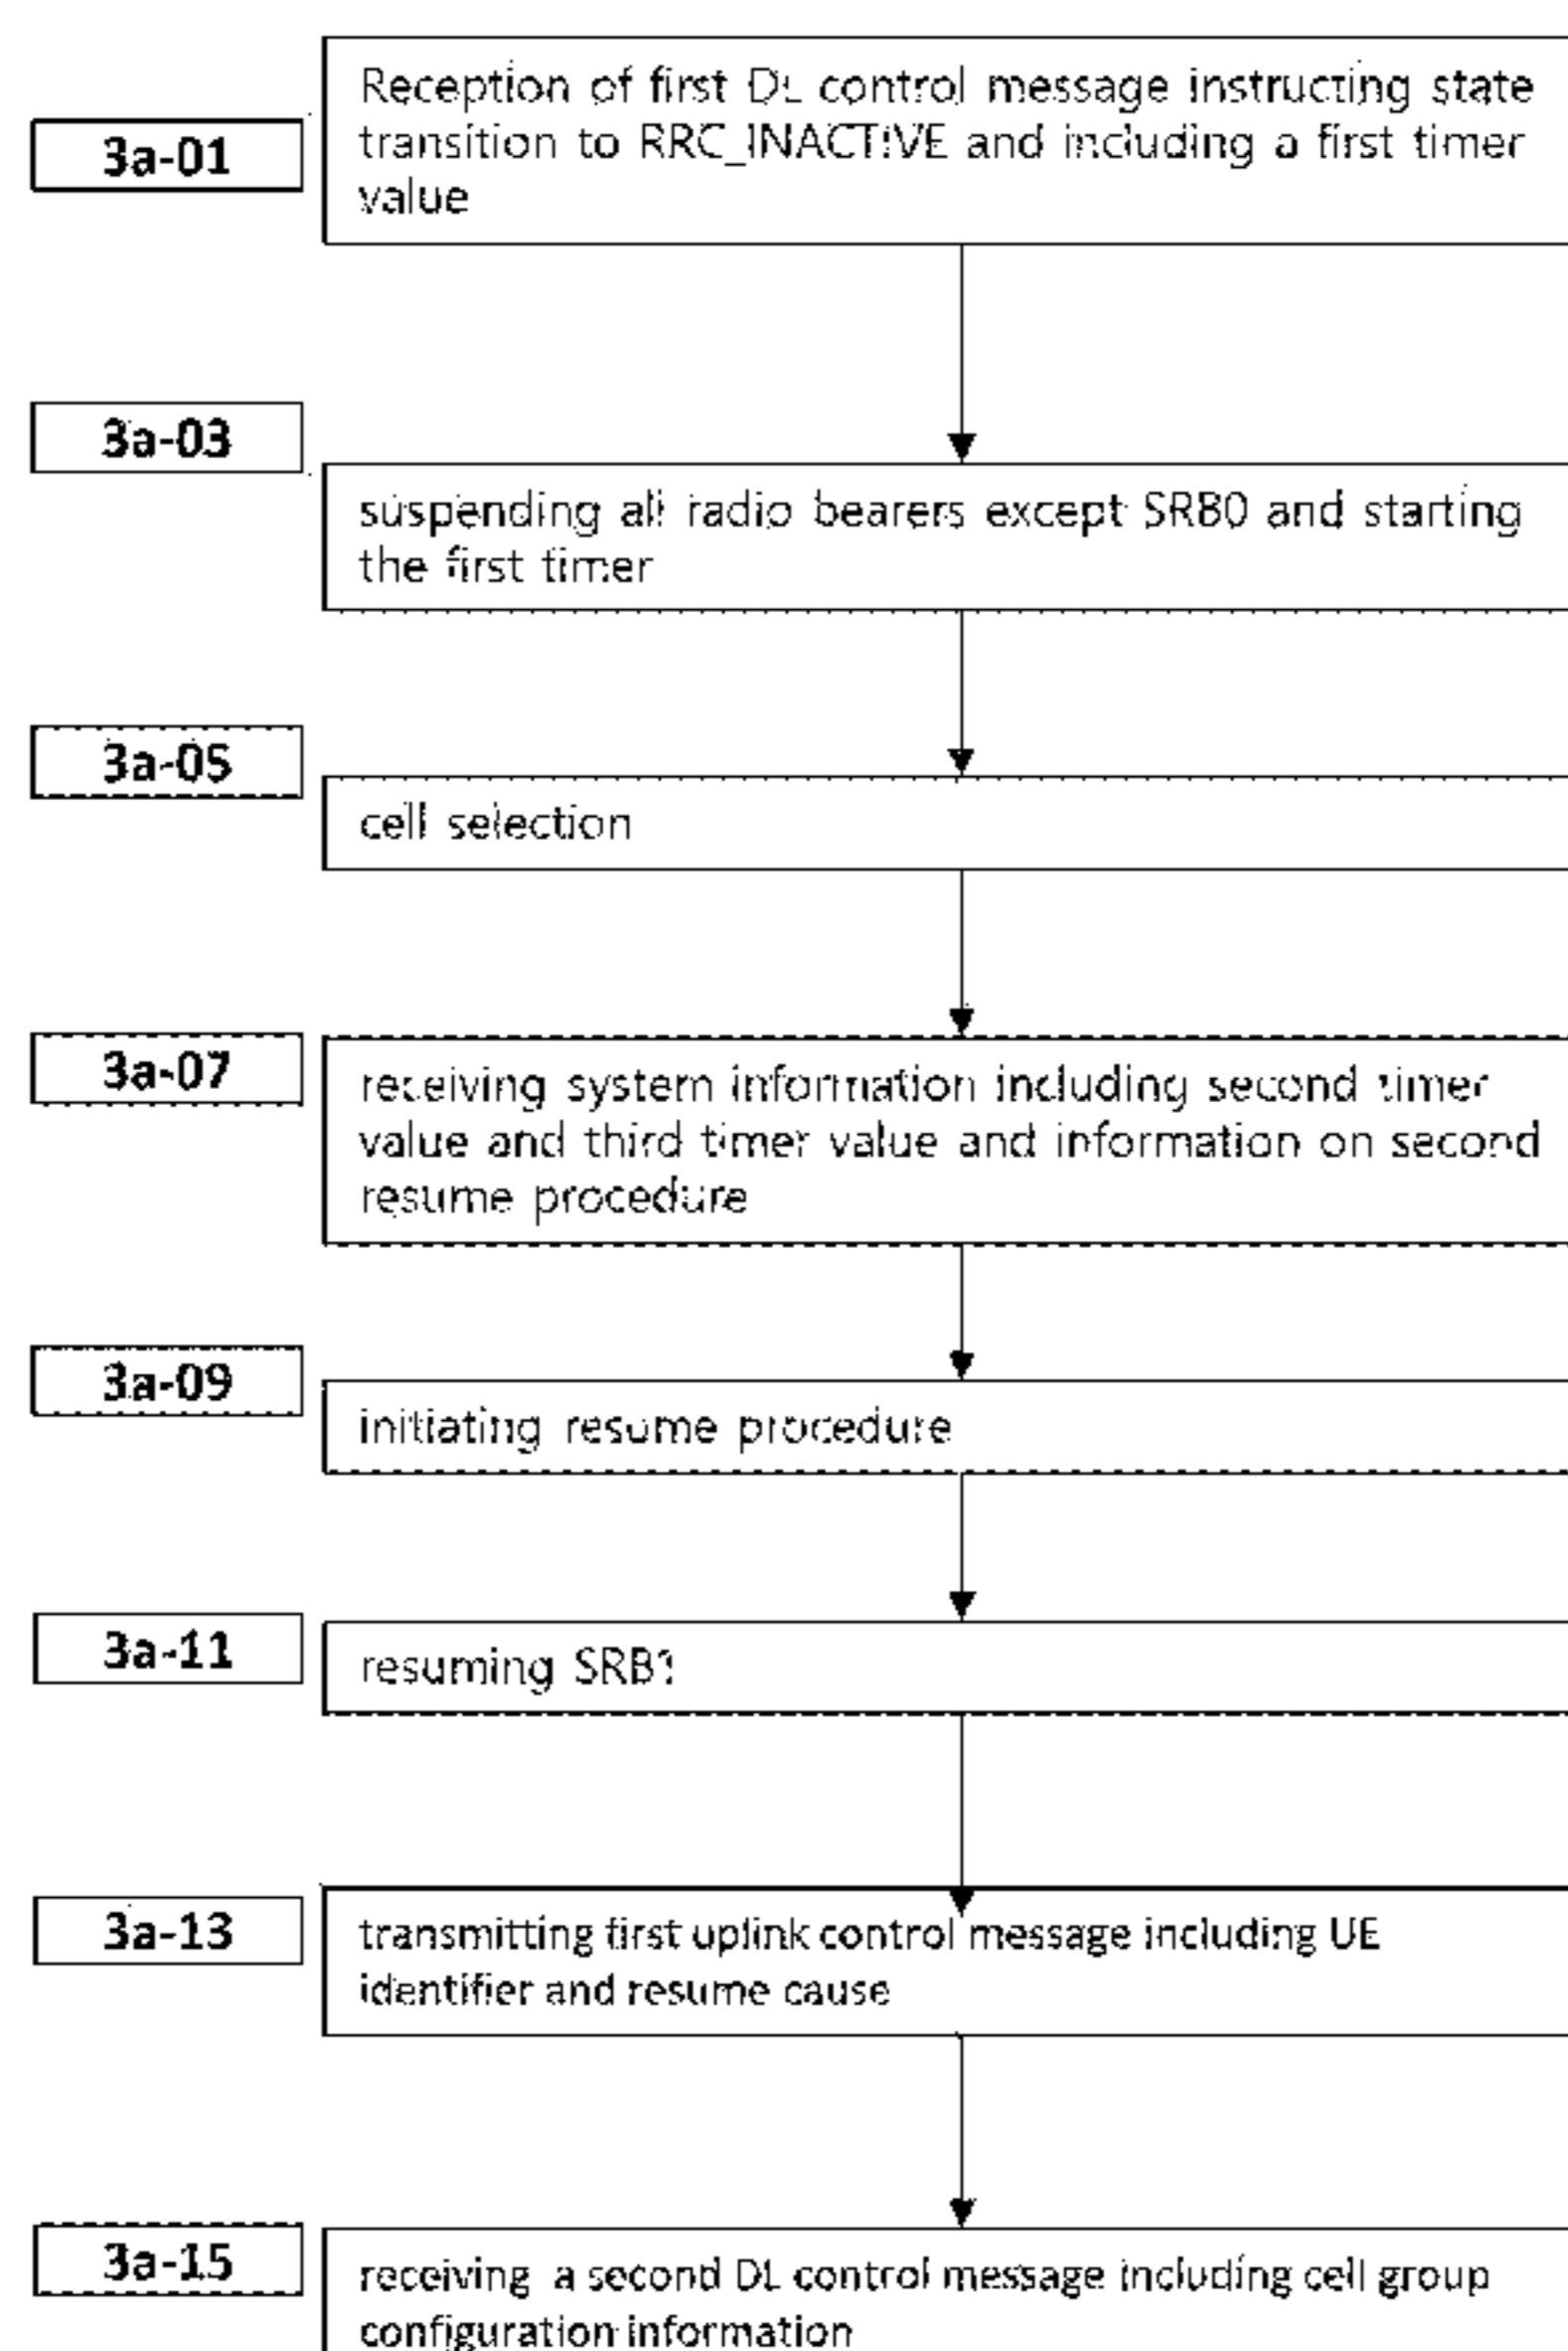 3a-01
Reception of first DL control message instructing state
transition to RRC_INACTIVE and including a first timer
value
3a-03
suspending all radio bearers except SRB0 and starting
the first timer
3a-05
cell selection
3a-07
receiving system information including second timer
value and third timer value and information on second
resume procedure
3a-09
initiating resume procedure
3a-11
resuming SRB1
3a-13
transmitting first uplink control message including UE
identifier and resume cause
3a-15
receiving a second DL control message including cell group
configuration information